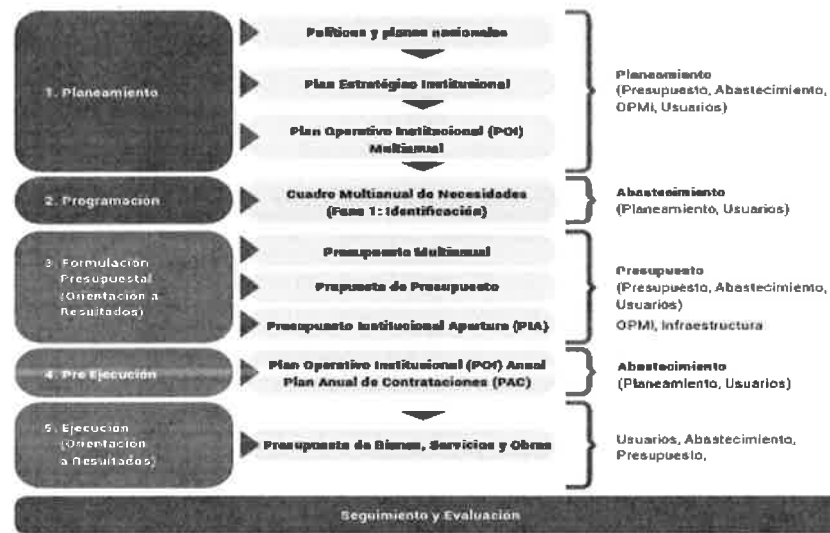 1. Planeamiento
Políticas y planes nacionales
Plan Estratégico Institucional
Plan Operativo Institucional (POI)
Multianual
Planeamiento
(Presupuesto, Abastecimiento,
OPMI, Usuarios)
2. Programación
Cuadro Multianual de Necesidades
(Fase 1: Identificación)
Abastecimiento
(Planeamiento, Usuarios)
3. Formulación
Presupuestal
(Orientación a
Resultados)
Presupuesto Multianual
Propuesta de Presupuesto
Presupuesto Institucional Apertura (PIA)
Presupuesto
(Presupuesto, Abastecimiento,
Usuarios)
OPMI, Infraestructura
4. Pre Ejecución
Plan Operativo Institucional (POI) Anual
Plan Anual de Contrataciones (PAC)
Abastecimiento
(Planeamiento, Usuarios)
5. Ejecución
(Orientación
a Resultados)
Presupuesto de Bienes, Servicios y Obras
Usuarios, Abastecimiento,
Presupuesto,
Seguimiento y Evaluación